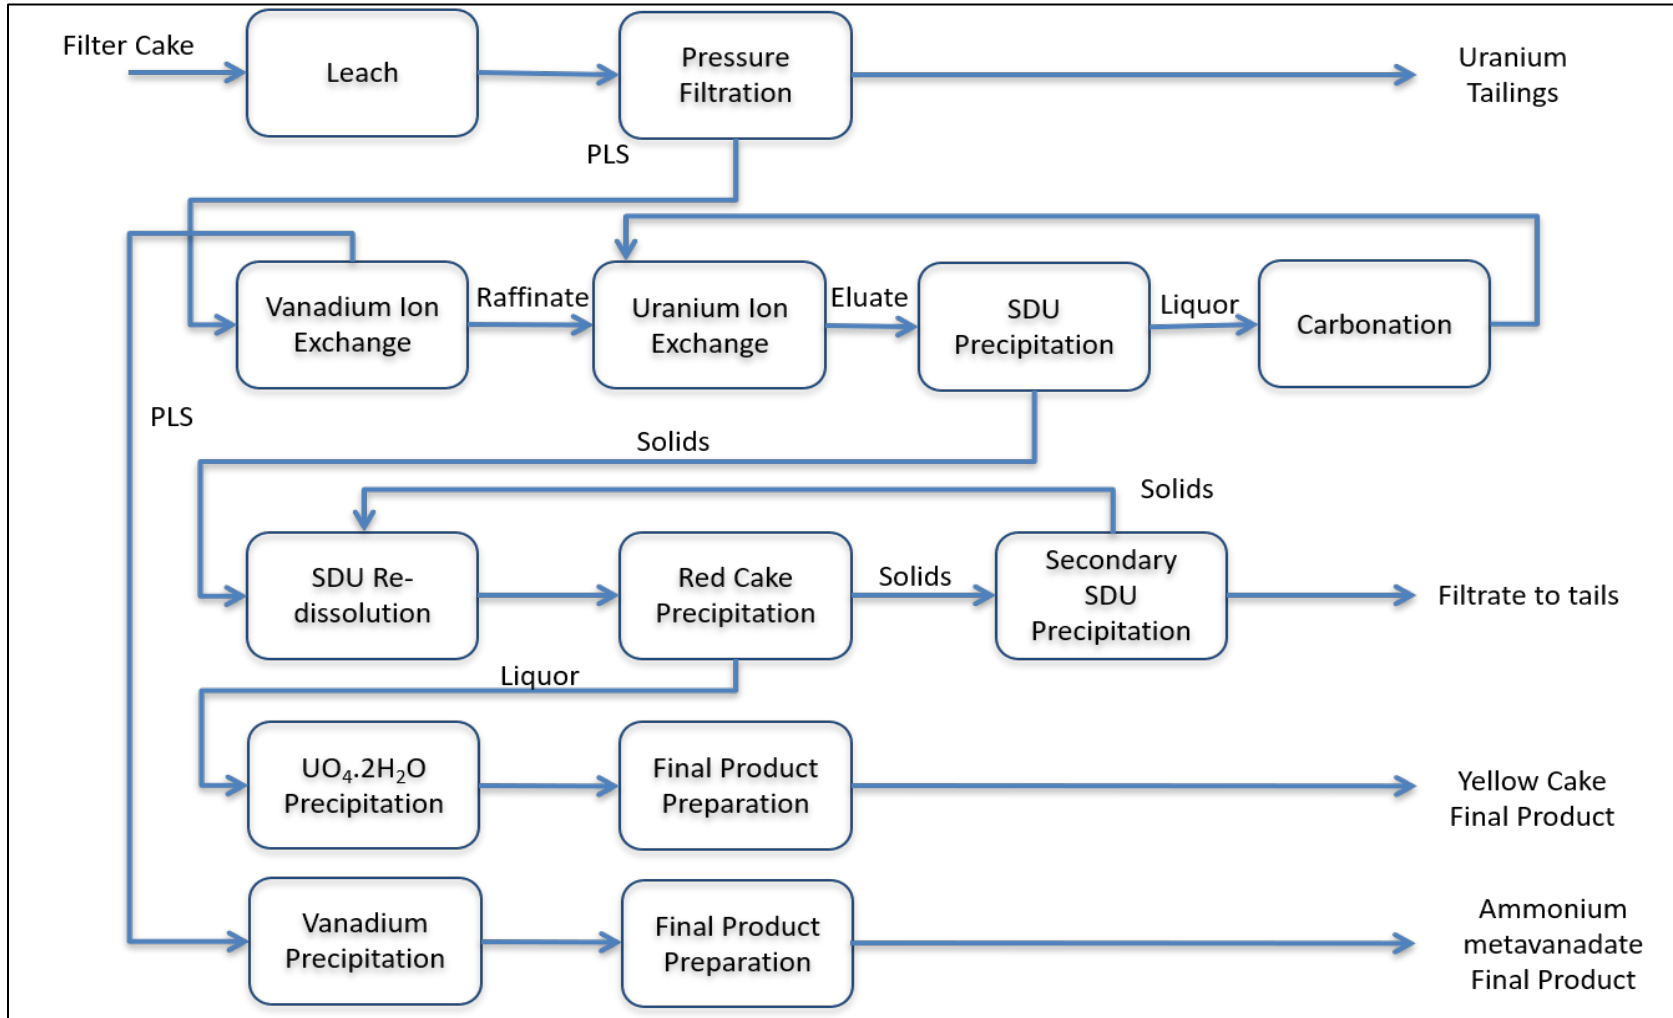 Filter Cake
Leach
Pressure
Filtration
Uranium
Tailings
PLS
Vanadium Ion
Exchange
Raffinate
Uranium Ion
Exchange
Eluate
SDU
Precipitation
Liquor
Carbonation
PLS
Solids
Solids
SDU Re-
dissolution
Red Cake
Precipitation
Solids
Secondary
SDU
Precipitation
Filtrate to tails
Liquor
UO₄.2H₂O
Precipitation
Final Product
Preparation
Yellow Cake
Final Product
Vanadium
Precipitation
Final Product
Preparation
Ammonium
metavanadate
Final Product